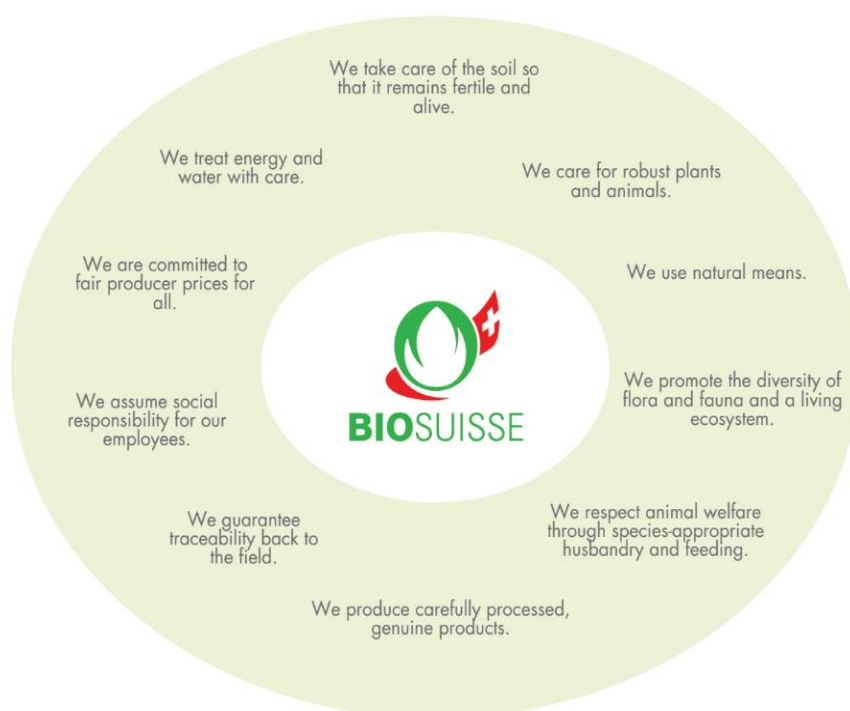 We take care of the soil so
that it remains fertile and
alive.
We care for robust plants
and animals.
We use natural means.
We promote the diversity of
flora and fauna and a living
ecosystem.
We respect animal welfare
through species-appropriate
husbandry and feeding.
We produce carefully processed,
genuine products.
We guarantee
traceability back to
the field.
We assume social
responsibility for our
employees.
We are committed to
fair producer prices for
all.
We treat energy and
water with care.
BIOSUISSE